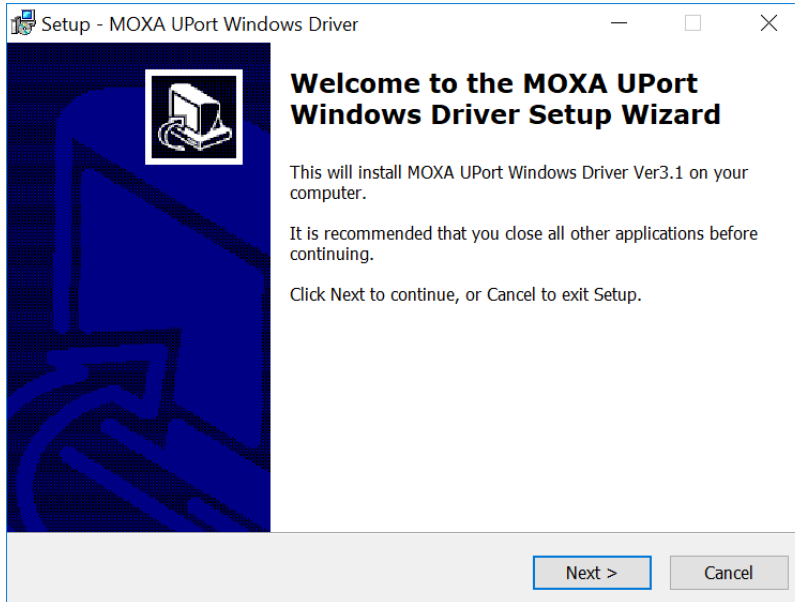 Setup - MOXA UPort Windows Driver
Welcome to the MOXA UPort
Windows Driver Setup Wizard
This will install MOXA UPort Windows Driver Ver3.1 on your
computer.
It is recommended that you close all other applications before
continuing.
Click Next to continue, or Cancel to exit Setup.
Next >
Cancel